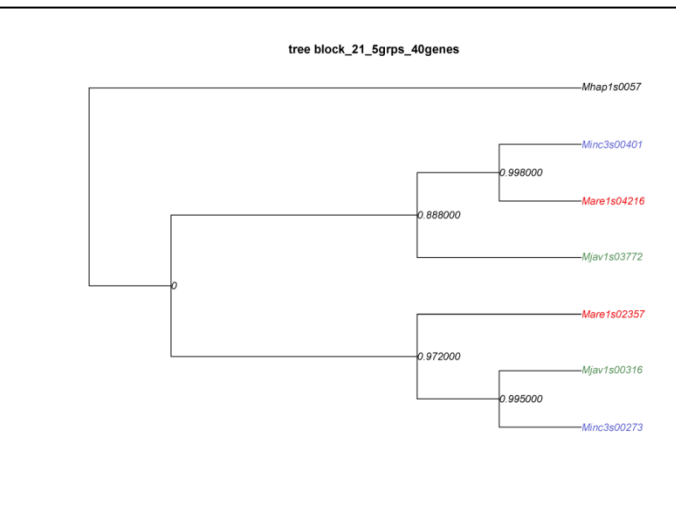 tree block_21_5grps_40genes
Mhap1s0057
Minc3s00401
0.998000
Mare1s04216
0.888000
Mjav1s03772
0
Mare1s02357
0.972000
Mjav1s00316
0.995000
Minc3s00273